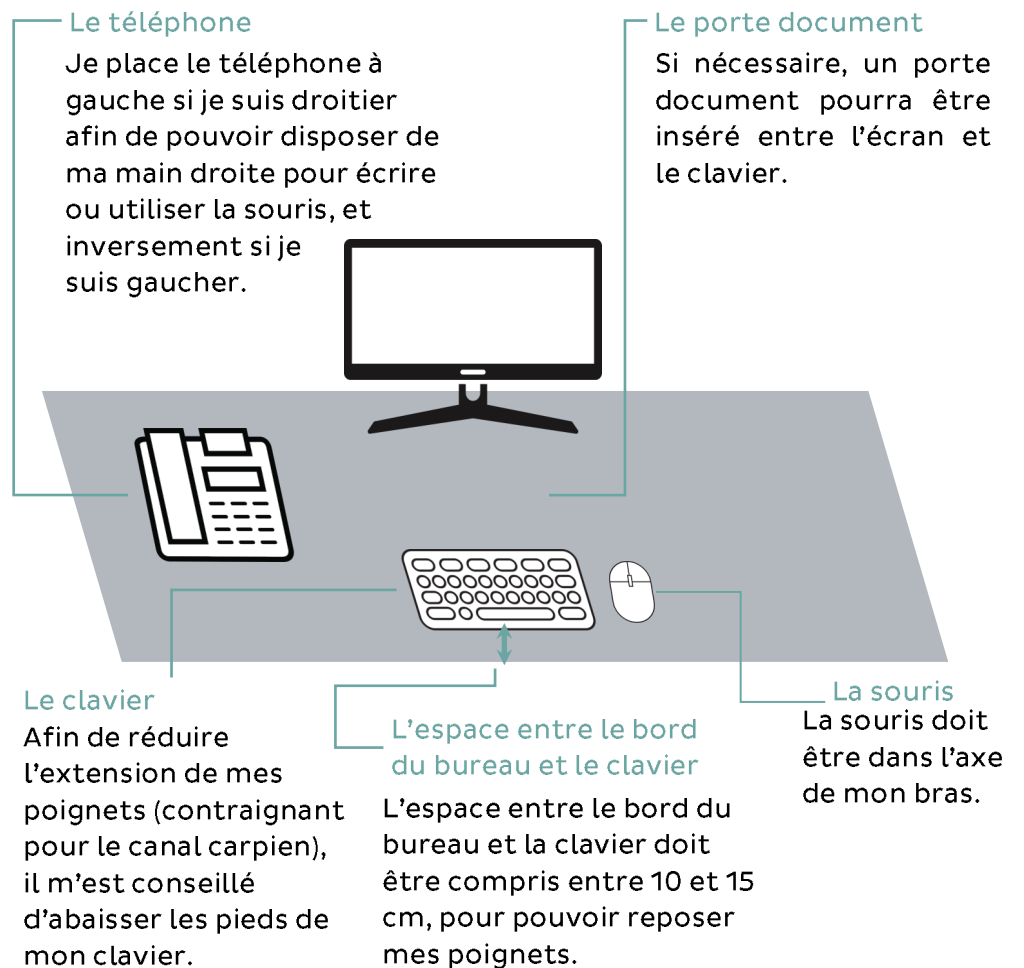 Le téléphone
Je place le téléphone à
gauche si je suis droitier
afin de pouvoir disposer de
ma main droite pour écrire
ou utiliser la souris, et
inversement si je
suis gaucher.
Le porte document
Si nécessaire, un porte
document pourra être
inséré entre l'écran et
le clavier.
Le clavier
Afin de réduire
l'extension de mes
poignets (contraignant
pour le canal carpien),
il m'est conseillé
d'abaisser les pieds de
mon clavier.
L'espace entre le bord
du bureau et le clavier
L'espace entre le bord du
bureau et la clavier doit
être compris entre 10 et 15
cm, pour pouvoir reposer
mes poignets.
La souris
La souris doit
être dans l'axe
de mon bras.